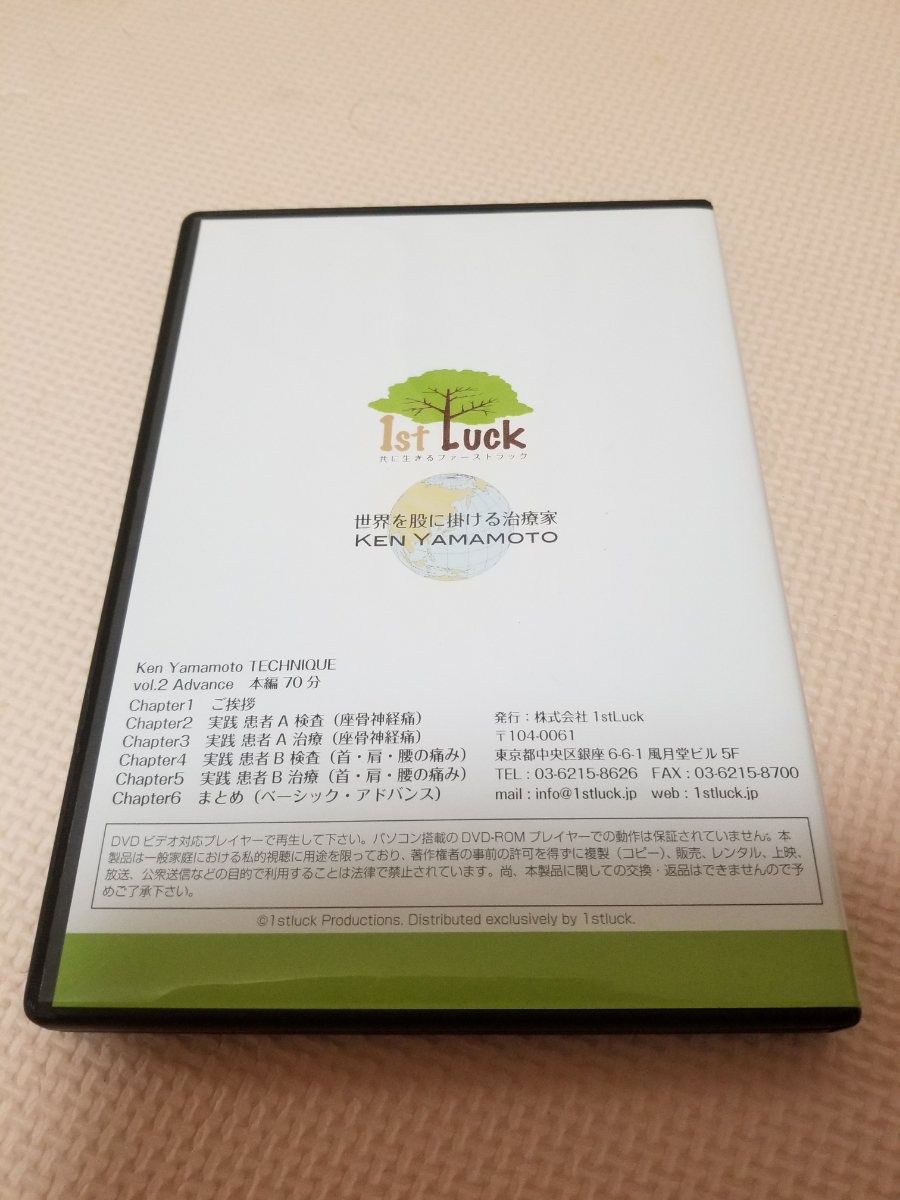 1st Luck
共に生きるファーストラック
世界を股に掛ける治療家
KEN YAMAMOTO
Ken Yamamoto TECHNIQUE
vol.2 Advance 本編 70 分
Chapter1 ご挨拶
Chapter2 実践 患者 A 検査（座骨神経痛）
Chapter3 実践 患者 A 治療（座骨神経痛）
Chapter4 実践 患者 B 検査（首・肩・腰の痛み）
Chapter5 実践 患者 B 治療（首・肩・腰の痛み）
Chapter6 まとめ（ベーシック・アドバンス）
発行：株式会社 1stLuck
〒104-0061
東京都中央区銀座 6-6-1 風月堂ビル 5F
TEL : 03-6215-8626 FAX : 03-6215-8700
mail : info@1stluck.jp web : 1stluck.jp
DVD ビデオ対応プレイヤーで再生して下さい。パソコン搭載の DVD-ROM プレイヤーでの動作は保証されていません。本
製品は一般家庭における私的視聴に用途を限っており、著作権者の事前の許可を得ずに複製（コピー）、販売、レンタル、上映、
放送、公衆送信などの目的で利用することは法律で禁止されています。尚、本製品に関しての交換・返品はできませんので予
めご了承下さい。
©1stluck Productions. Distributed exclusively by 1stluck.